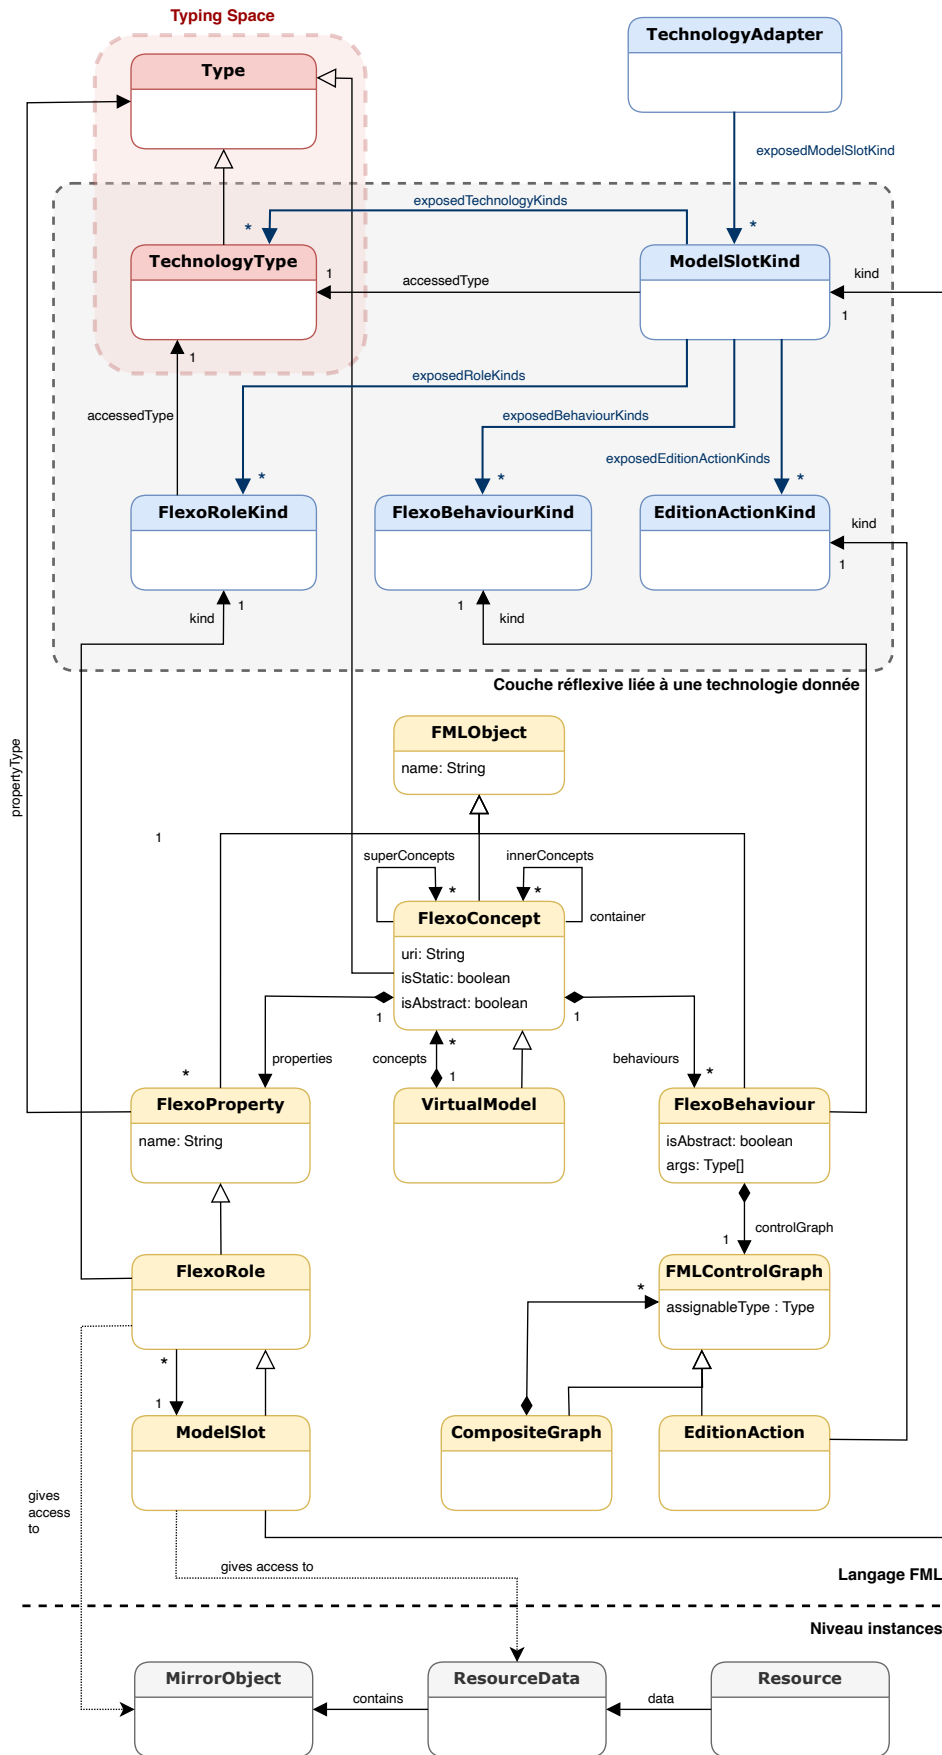 Typing Space
Type
TechnologyAdapter
exposedModelSlotKind
exposedTechnologyKinds
*
*
TechnologyType
1
accessedType
ModelSlotKind
kind
1
1
exposedRoleKinds
accessedType
exposedBehaviourKinds
exposedEditionActionKinds
*
*
*
FlexoRoleKind
FlexoBehaviourKind
EditionActionKind
kind
1
1
kind
1
kind
Couche réflexive liée à une technologie donnée
propertyType
FMLObject
name: String
1
superConcepts
innerConcepts
*
*
FlexoConcept
container
uri: String
isStatic: boolean
isAbstract: boolean
1
1
properties
concepts
*
behaviours
*
1
*
FlexoProperty
name: String
VirtualModel
FlexoBehaviour
isAbstract: boolean
args: Type[]
controlGraph
1
FlexoRole
FMLControlGraph
*
assignableType : Type
*
1
ModelSlot
CompositeGraph
EditionAction
gives
access
to
gives access to
Langage FML
Niveau instances
MirrorObject
ResourceData
Resource
contains
data